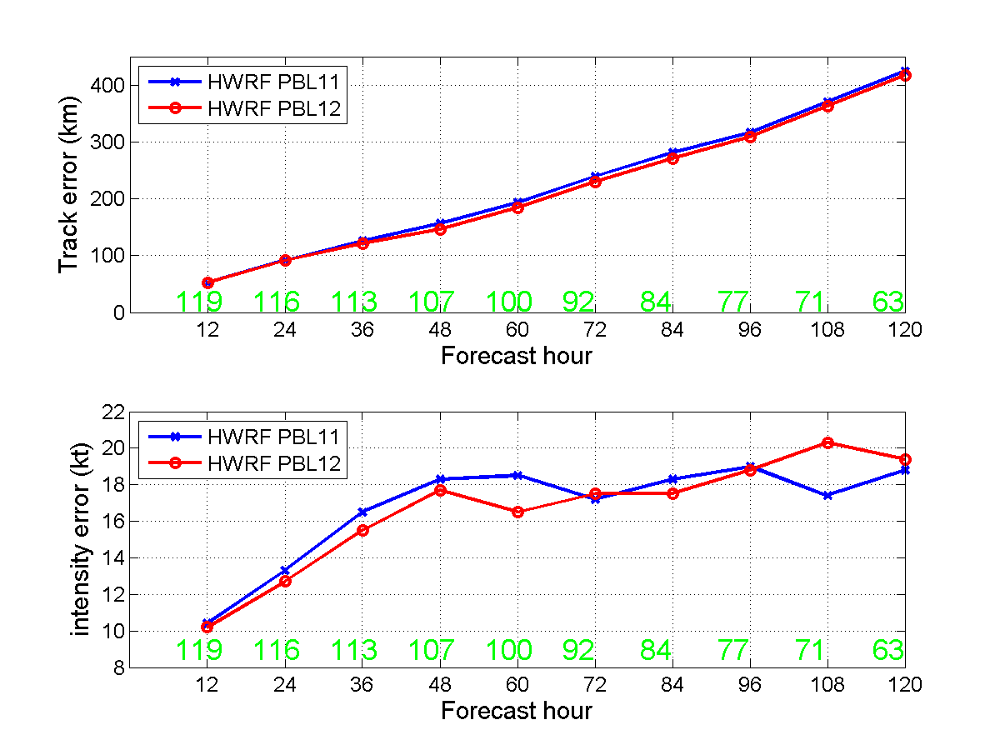 400
300
200
100
0
Track error (km)
HWRF PBL11
HWRF PBL12
119 116 113 107 100 92 84 77 71 63
12 24 36 48 60 72 84 96 108 120
Forecast hour
22
20
18
16
14
12
10
8
intensity error (kt)
HWRF PBL11
HWRF PBL12
119 116 113 107 100 92 84 77 71 63
12 24 36 48 60 72 84 96 108 120
Forecast hour